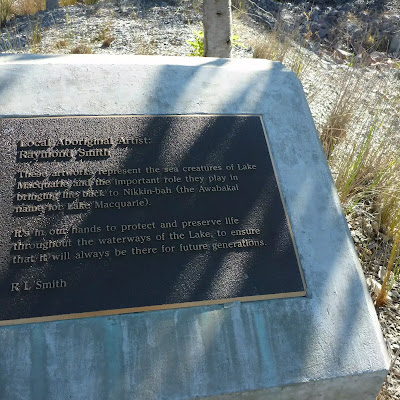 Local Aboriginal Artist:
Raymond Smith
These artworks represent the sea creatures of Lake
Macquarie and the important role they play in
bringing life back to Nikkin-bah (the Awabakal
name for Lake Macquarie).
It's in our hands to protect and preserve life
throughout the waterways of the Lake, to ensure
that it will always be there for future generations.
R L Smith